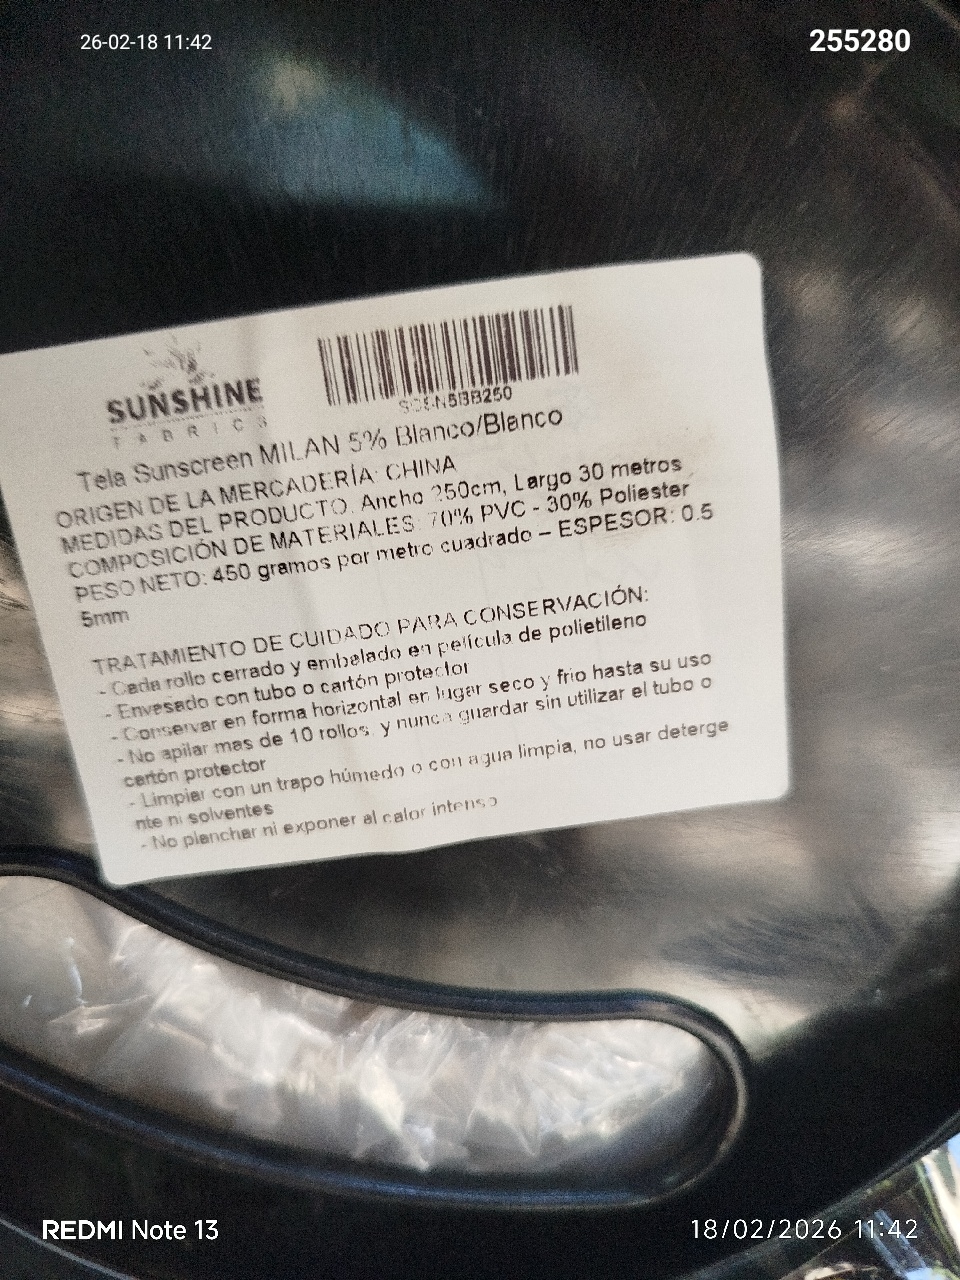 26-02-18 11:42
255280
SUNSHINE
FABRICS
Tela Sunscreen MILAN 5% Blanco/Blanco
ORIGEN DE LA MERCADERÍA: CHINA
MEDIDAS DEL PRODUCTO. Ancho 250cm, Largo 30 metros
COMPOSICIÓN DE MATERIALES: 70% PVC - 30% Poliester
PESO NETO: 450 gramos por metro cuadrado – ESPESOR: 0.5
5mm
TRATAMIENTO DE CUIDADO PARA CONSERVACIÓN:
- Cada rollo cerrado y embalado en película de polietileno
- Envasado con tubo o cartón protector
- Conservar en forma horizontal en lugar seco y frio hasta su uso
- No apilar mas de 10 rollos, y nunca guardar sin utilizar el tubo o
cartón protector
- Limpiar con un trapo húmedo o con agua limpia, no usar deterge
nte ni solventes
- No planchar ni exponer al calor intenso
REDMI Note 13
18/02/2026 11:42